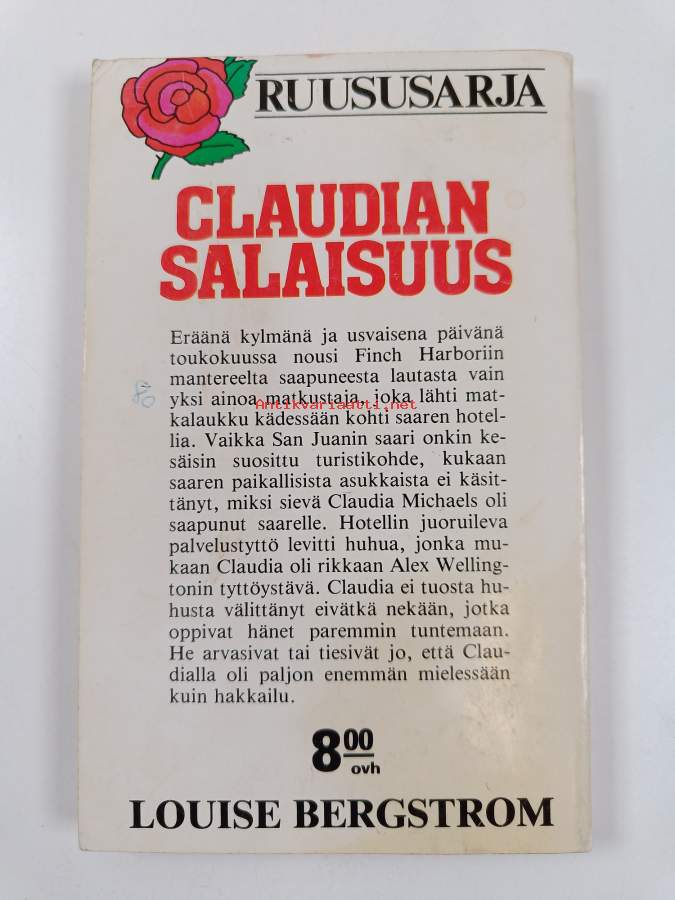 RUUSUSARJA
CLAUDIAN
SALAISUUS
Eräänä kylmänä ja usvaisena päivänä
toukokuussa nousi Finch Harboriin
mantereelta saapuneesta lautasta vain
yksi ainoa matkustaja, joka lähti mat-
Antikvariaatti.net
kalaukku kädessään kohti saaren hotel-
lia. Vaikka San Juanin saari onkin ke-
säisin suosittu turistikohde, kukaan
saaren paikallisista asukkaista ei käsit-
tänyt, miksi sievä Claudia Michaels oli
saapunut saarelle. Hotellin juoruileva
palvelustyttö levitti huhua, jonka mu-
kaan Claudia oli rikkaan Alex Welling-
tonin tyttöystävä. Claudia ei tuosta hu-
husta välittänyt eivätkä nekään, jotka
oppivat hänet paremmin tuntemaan.
He arvasivat tai tiesivät jo, että Clau-
dialla oli paljon enemmän mielessään
kuin hakkailu.
8 00
ovh
LOUISE BERGSTROM